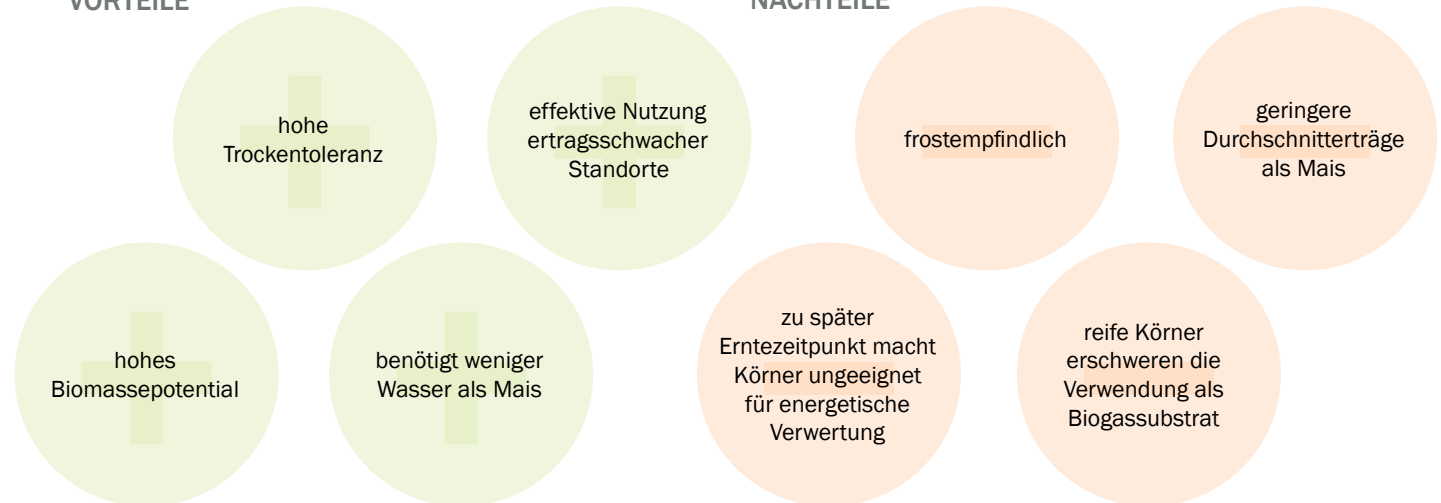 VORTEILE
NACHTEILE
hohe
Trockentoleranz
effektive Nutzung
ertragsschwacher
Standorte
frostempfindlich
geringere
Durchschnitterträge
als Mais
hohes
Biomassepotential
benötigt weniger
Wasser als Mais
zu später
Erntezeitpunkt macht
Körner ungeeignet
für energetische
Verwertung
reife Körner
erschweren die
Verwendung als
Biogassubstrat